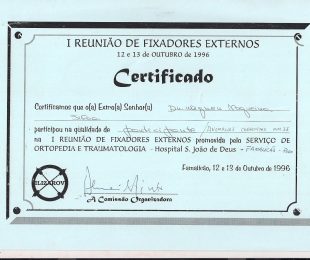 I REUNIÃO DE FIXADORES EXTERNOS
12 e 13 de OUTUBRO de 1996
Certificado
Certificamos que o(a) Exmo(a) Senhor(a)
Silva
participou na qualidade de participante
na I REUNIÃO DE FIXADORES EXTERNOS promovida pelo SERVIÇO DE
ORTOPEDIA E TRAUMATOLOGIA - Hospital S. João de Deus -
Famalicão, 12 e 13 de Outubro de 1996
ILIZAROV
A Comissão Organizadora